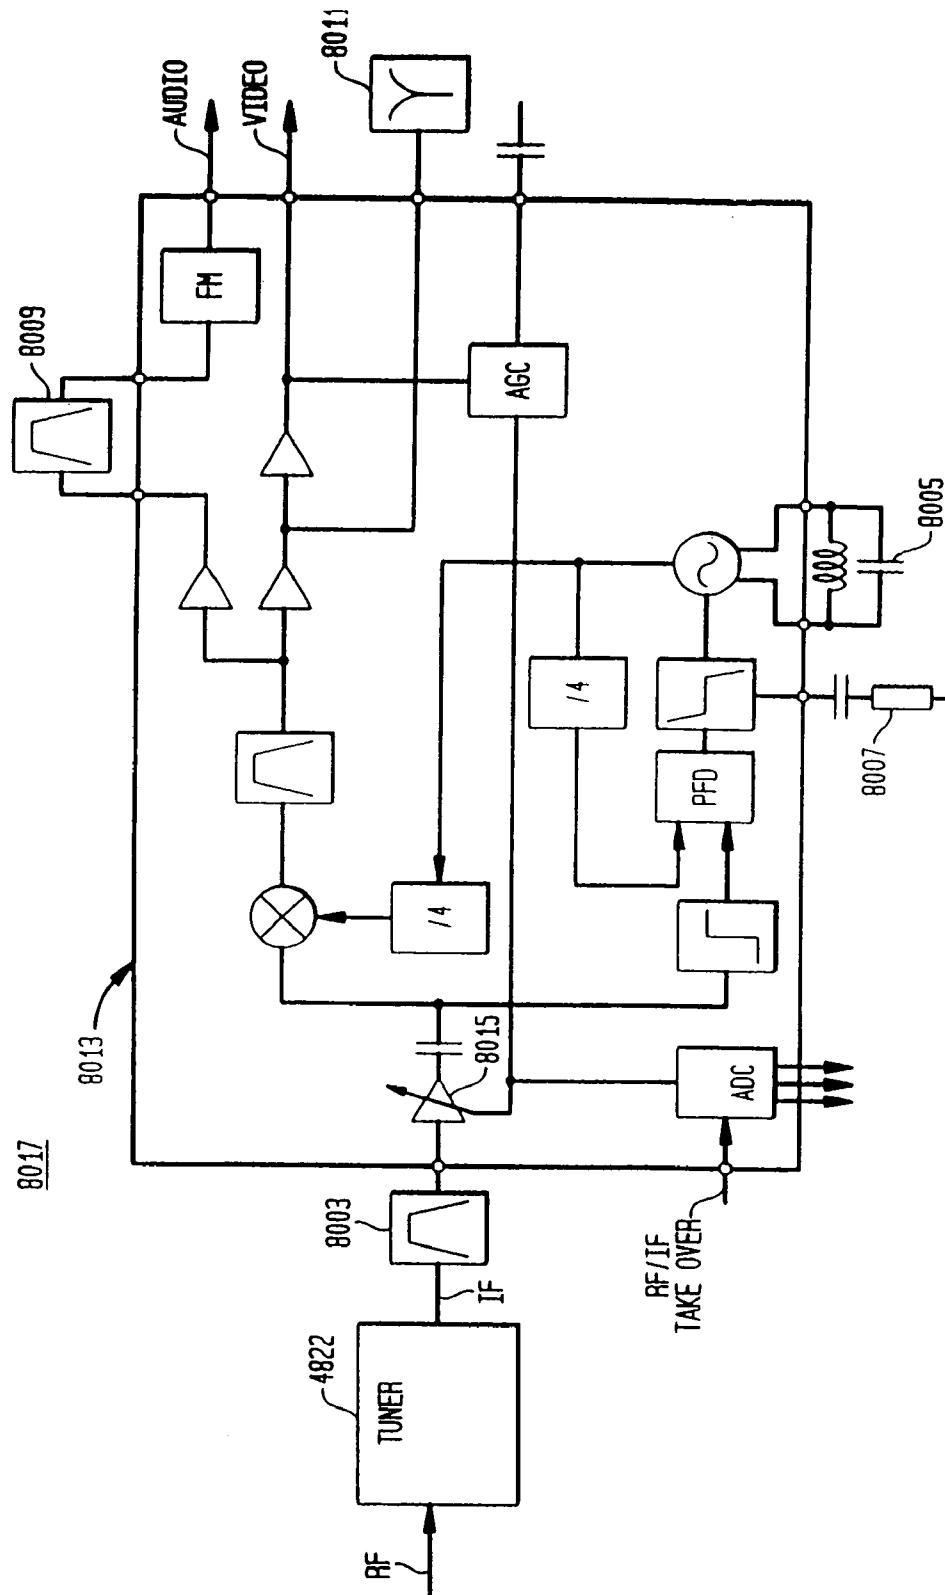 8017
8013
8009
AUDIO
VIDEO
8011
FM
AGC
/4
/4
PFD
8005
8007
ADC
8015
8003
IF
4822
TUNER
RF
RF/IF
TAKE OVER